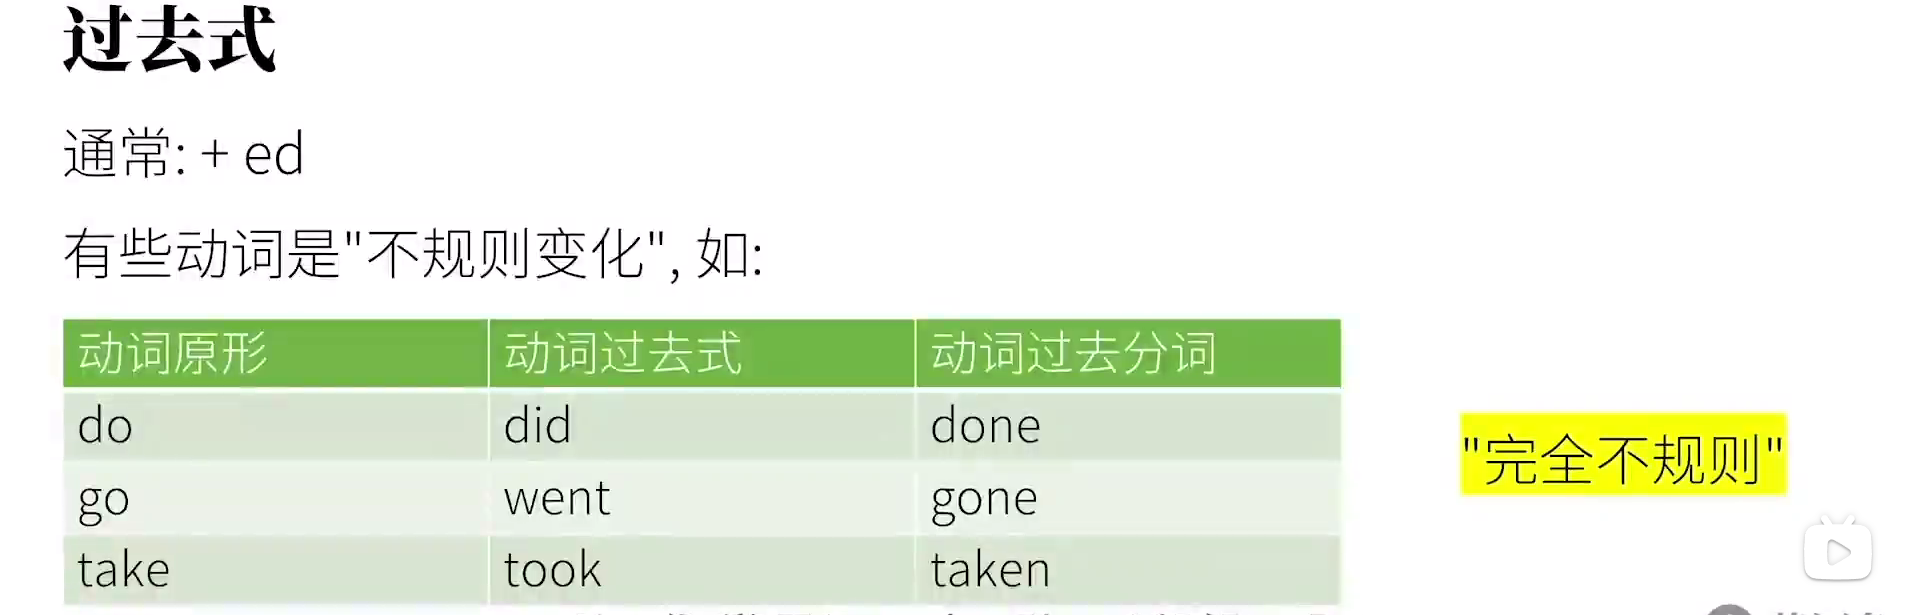 过去式
通常: + ed
有些动词是"不规则变化", 如:
动词原形 动词过去式 动词过去分词
do did done
go went gone
take took taken
"完全不规则"